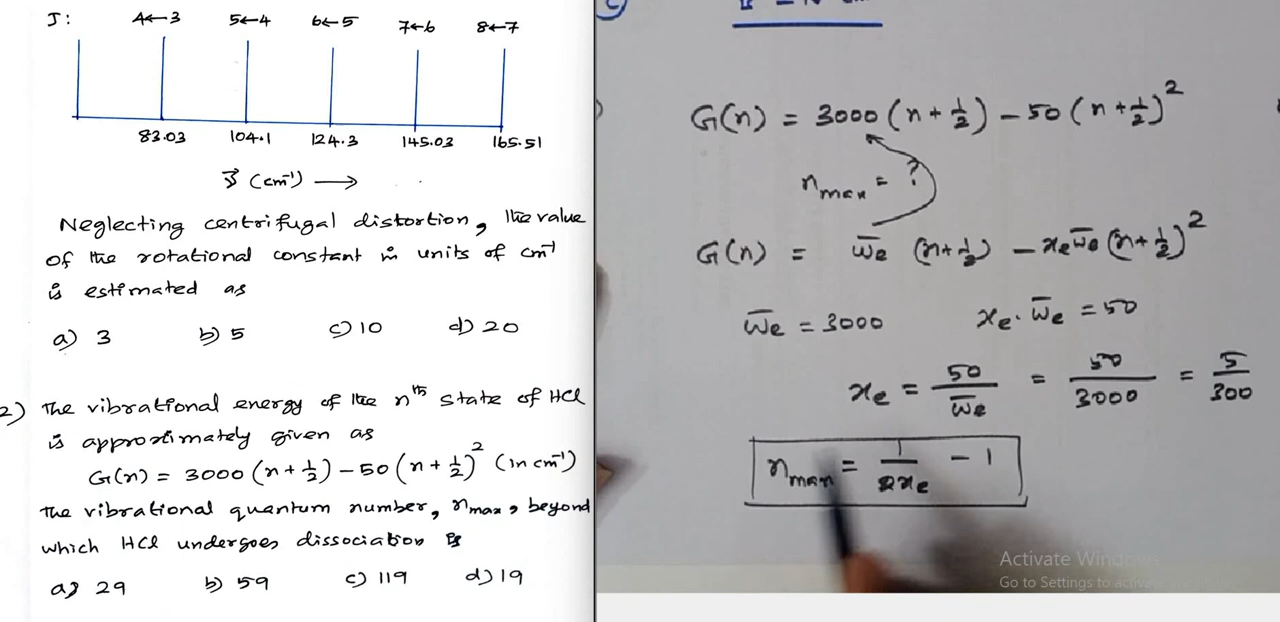 J: 4←3 5←4 6←5 7←6 8←7
83.03 104.1 124.3 145.03 165.51
ν̄ (cm⁻¹) →
Neglecting centrifugal distortion, the value
of the rotational constant in units of cm⁻¹
is estimated as
a) 3 b) 5 c) 10 d) 20
2) The vibrational energy of the nth state of HCl
is approximately given as
G(n) = 3000 (n + 1/2) - 50 (n + 1/2)² (in cm⁻¹)
The vibrational quantum number, nmax, beyond
which HCl undergoes dissociation is
a) 29 b) 59 c) 119 d) 19
G(n) = 3000 (n + 1/2) - 50 (n + 1/2)²
nmax = ?
G(n) = ω̄e (n+1/2) - xe ω̄e (n+1/2)²
ω̄e = 3000 xe. ω̄e = 50
xe = 50/ω̄e = 50/3000 = 5/300
nmax = 1/2xe - 1
Activate Windows
Go to Settings to activate